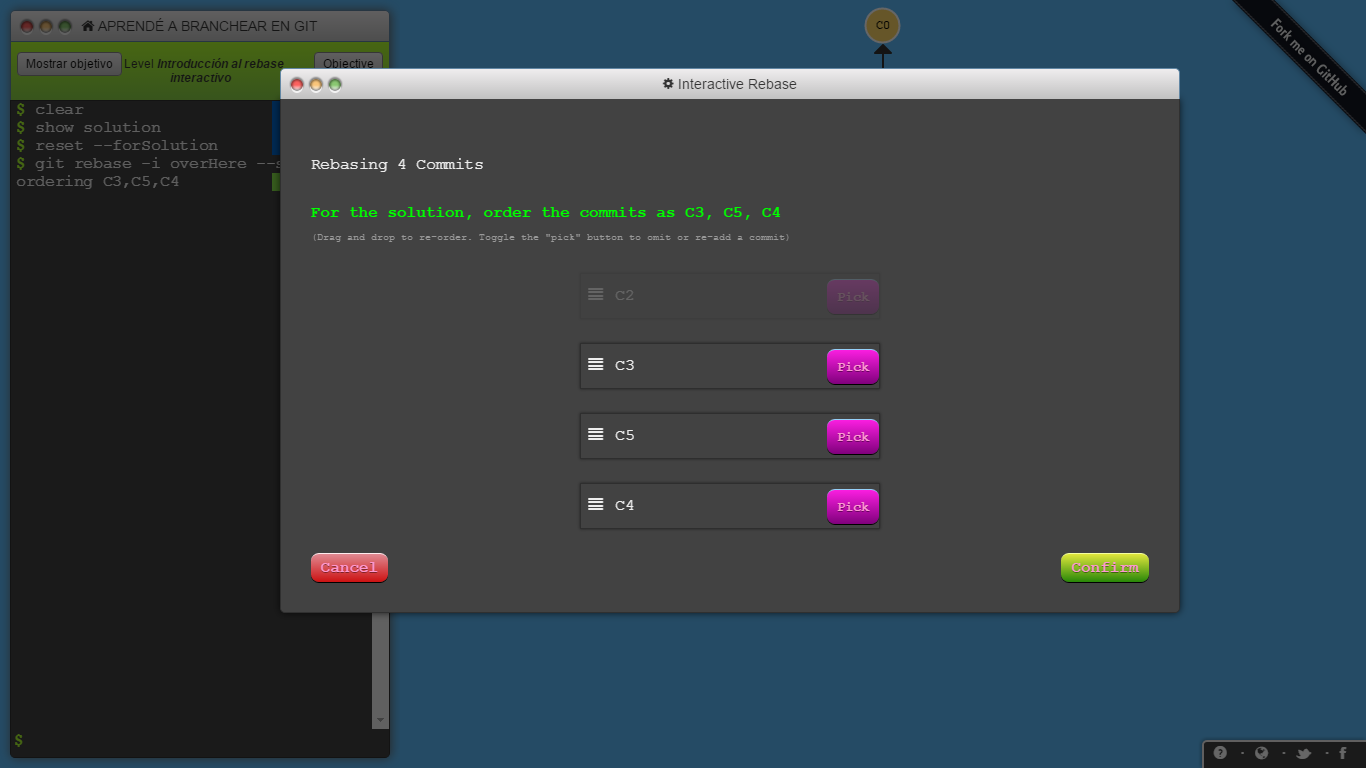 APRENDÉ A BRANCHEAR EN GIT
C0
Fork me on GitHub
Mostrar objetivo
Level Introducción al rebase
interactivo
Objective
$ clear
$ show solution
$ reset --forSolution
$ git rebase -i overHere
ordering C3,C5,C4
Interactive Rebase
Rebasing 4 Commits
For the solution, order the commits as C3, C5, C4
(Drag and drop to re-order. Toggle the "pick" button to omit or re-add a commit)
C2 Pick
C3 Pick
C5 Pick
C4 Pick
Cancel
Confirm
$